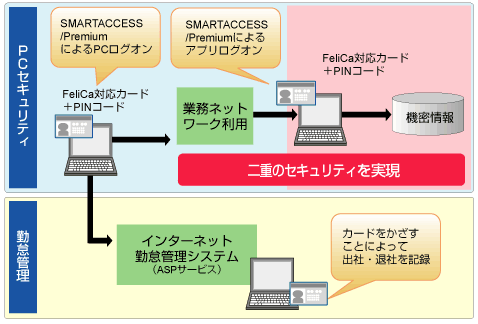 PCセキュリティ
SMARTACCESS
/Premium
によるPCログオン
SMARTACCESS
/Premiumによる
アプリログオン
FeliCa対応カード
＋PINコード
FeliCa対応カード
＋PINコード
業務ネット
ワーク利用
機密情報
二重のセキュリティを実現
勤怠管理
インターネット
勤怠管理システム
（ASPサービス）
カードをかざす
ことによって
出社・退社を記録